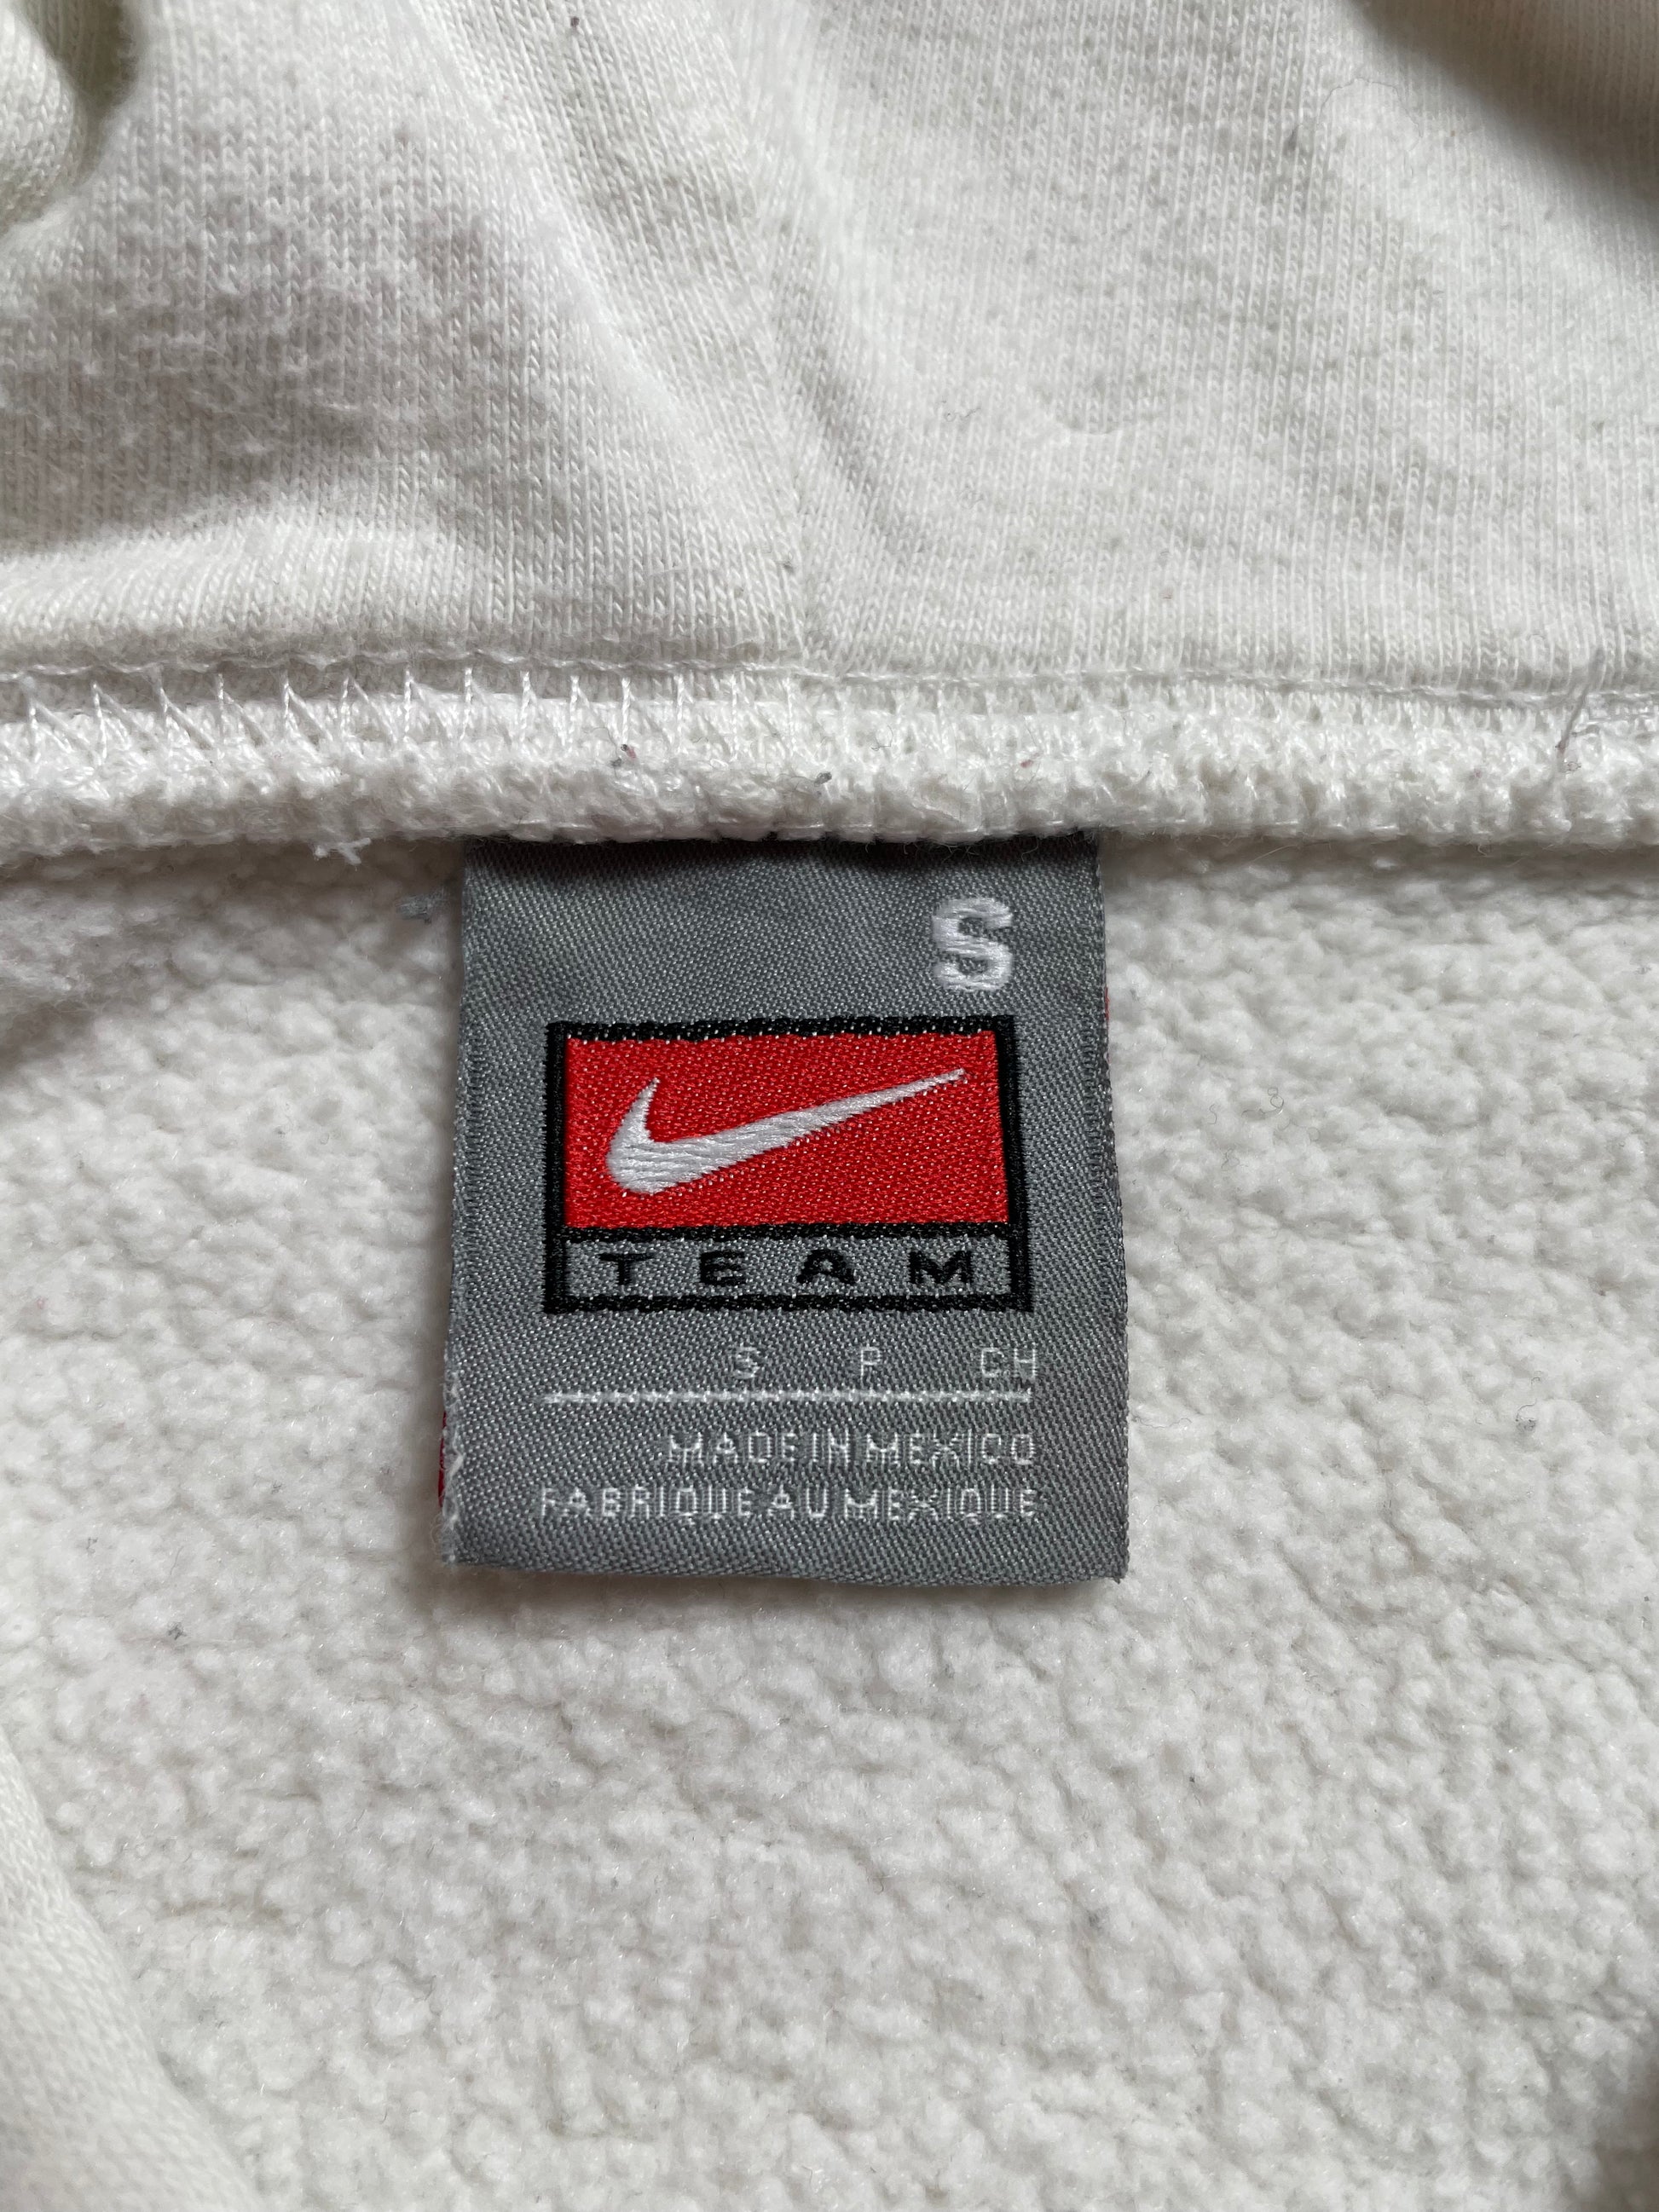 S
TEAM
S P CH
MADE IN MEXICO
FABRIQUE AU MEXIQUE